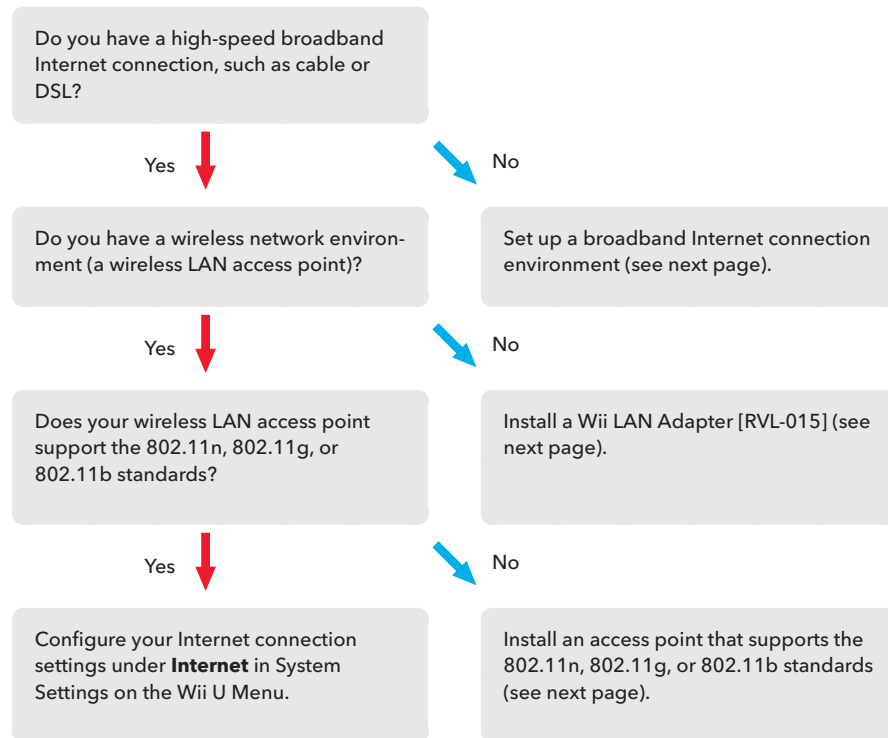 Do you have a high-speed broadband
Internet connection, such as cable or
DSL?
Yes
No
Do you have a wireless network environ-
ment (a wireless LAN access point)?
Set up a broadband Internet connection
environment (see next page).
Yes
No
Does your wireless LAN access point
support the 802.11n, 802.11g, or
802.11b standards?
Install a Wii LAN Adapter [RVL-015] (see
next page).
Yes
No
Configure your Internet connection
settings under Internet in System
Settings on the Wii U Menu.
Install an access point that supports the
802.11n, 802.11g, or 802.11b standards
(see next page).